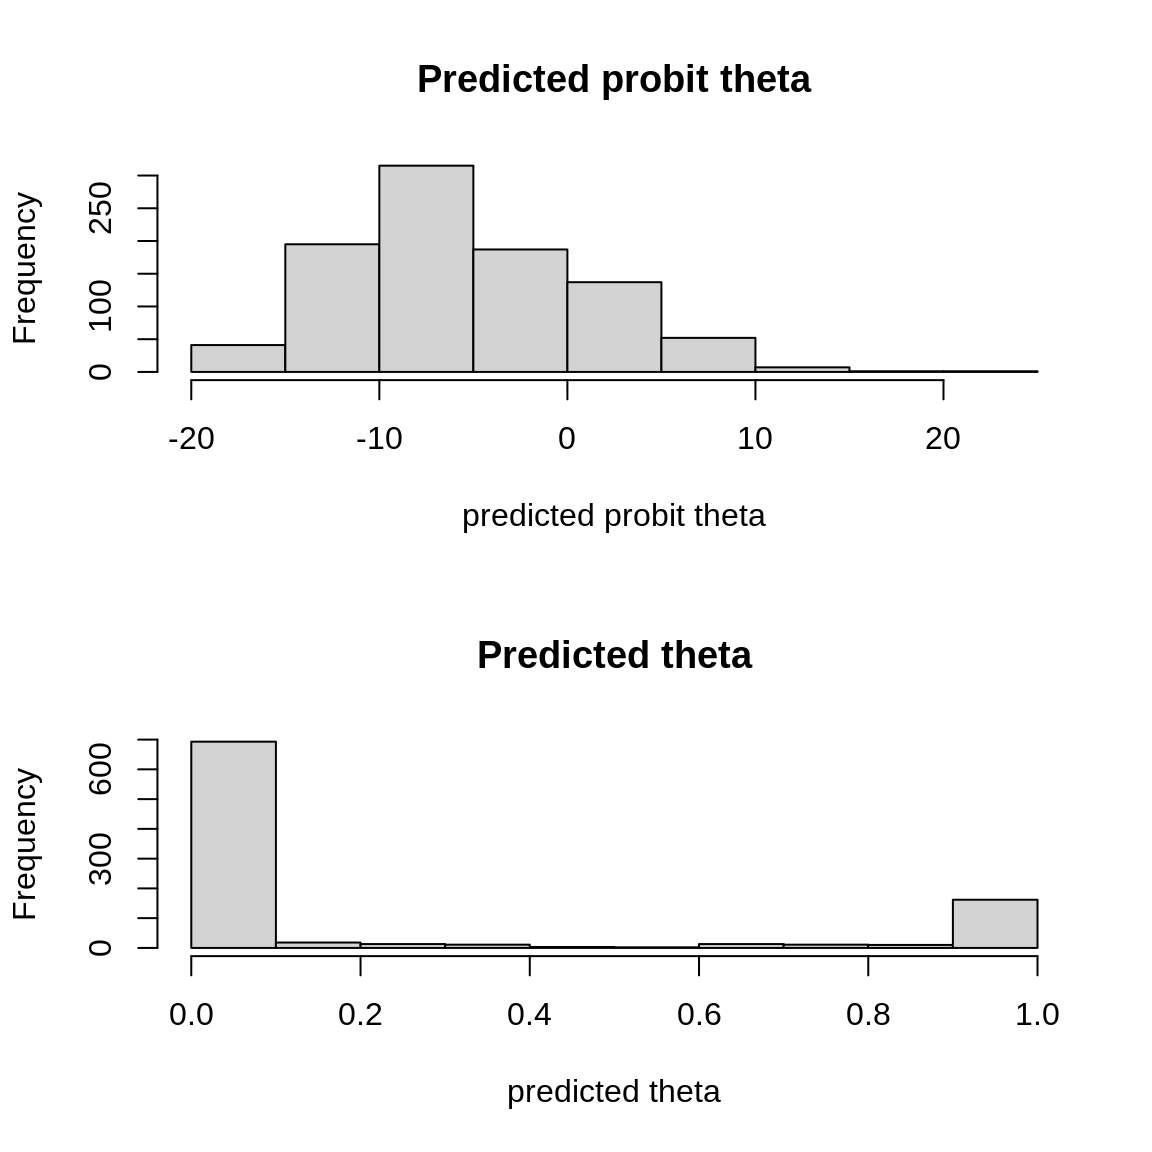 Predicted probit theta
Frequency
0 100 250
-20 -10 0 10 20
predicted probit theta
Predicted theta
Frequency
0 300 600
0.0 0.2 0.4 0.6 0.8 1.0
predicted theta